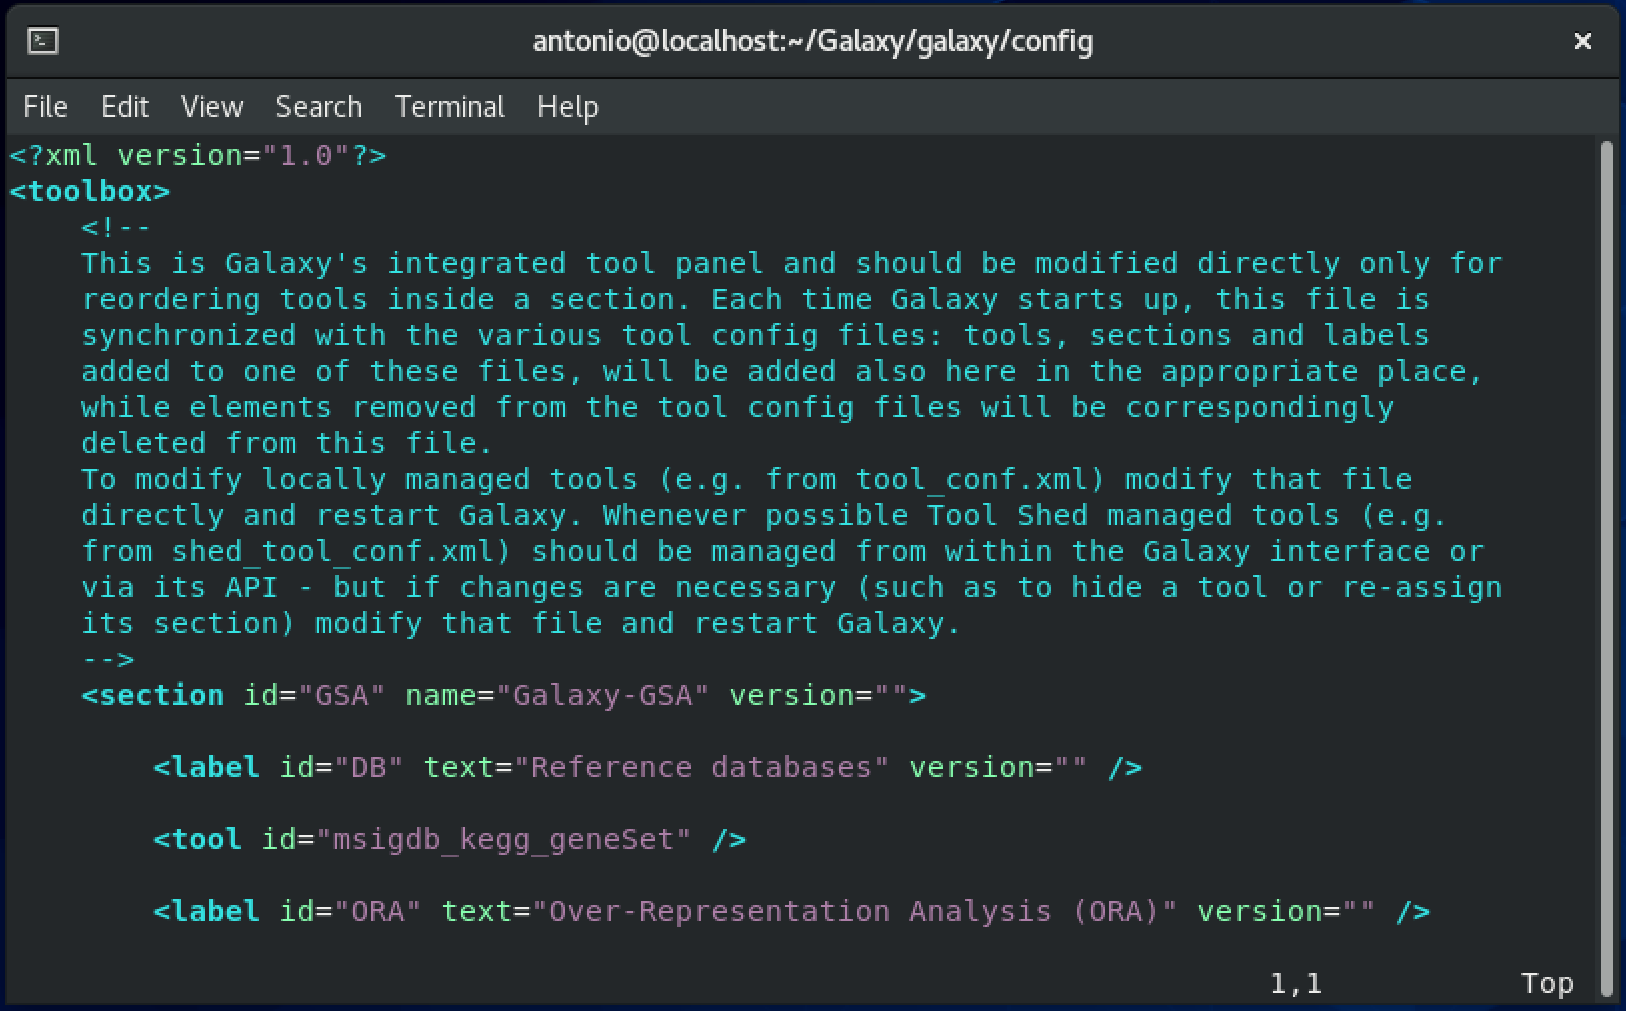 antonio@localhost:~/Galaxy/galaxy/config
File Edit View Search Terminal Help
<?xml version="1.0"?>
<toolbox>
    <!--
    This is Galaxy's integrated tool panel and should be modified directly only for
    reordering tools inside a section. Each time Galaxy starts up, this file is
    synchronized with the various tool config files: tools, sections and labels
    added to one of these files, will be added also here in the appropriate place,
    while elements removed from the tool config files will be correspondingly
    deleted from this file.
    To modify locally managed tools (e.g. from tool_conf.xml) modify that file
    directly and restart Galaxy. Whenever possible Tool Shed managed tools (e.g.
    from shed_tool_conf.xml) should be managed from within the Galaxy interface or
    via its API - but if changes are necessary (such as to hide a tool or re-assign
    its section) modify that file and restart Galaxy.
    -->
    <section id="GSA" name="Galaxy-GSA" version="">
        <label id="DB" text="Reference databases" version="" />
        <tool id="msigdb_kegg_geneSet" />
        <label id="ORA" text="Over-Representation Analysis (ORA)" version="" />
1,1 Top